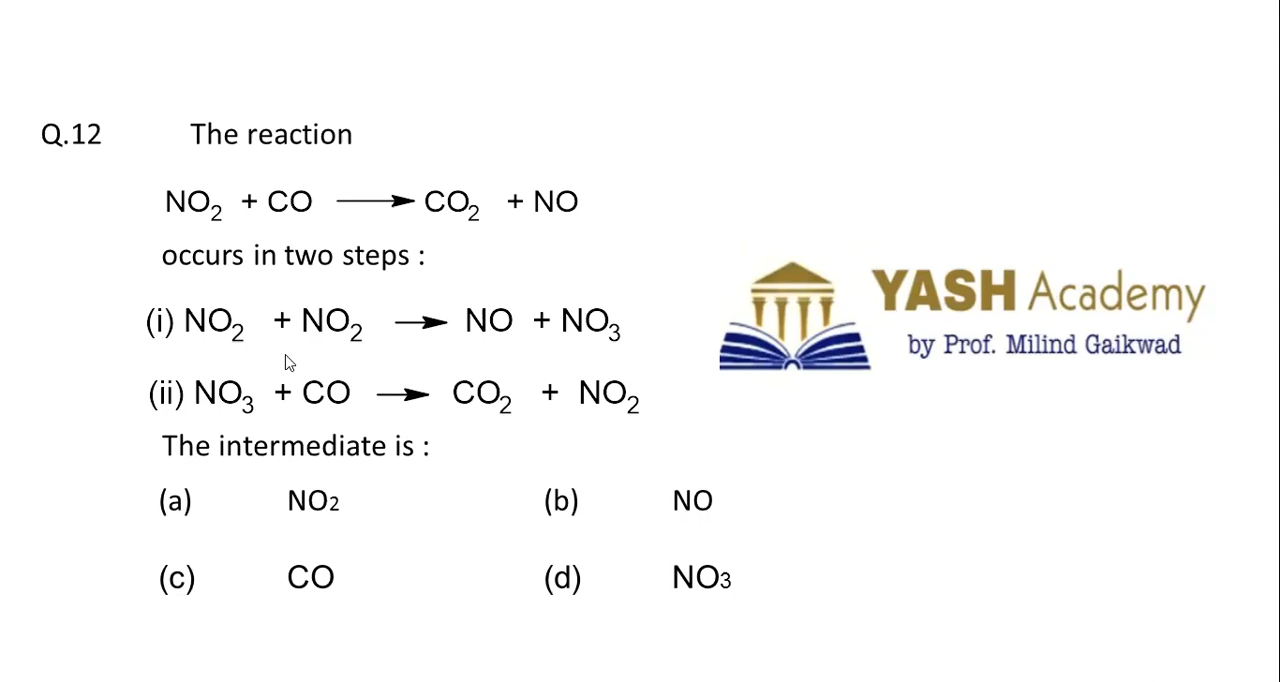 Q.12 The reaction
NO₂ + CO ⟶ CO₂ + NO
occurs in two steps :
(i) NO₂ + NO₂ ⟶ NO + NO₃
(ii) NO₃ + CO ⟶ CO₂ + NO₂
The intermediate is :
(a) NO₂ (b) NO
(c) CO (d) NO₃
YASH Academy
by Prof. Milind Gaikwad